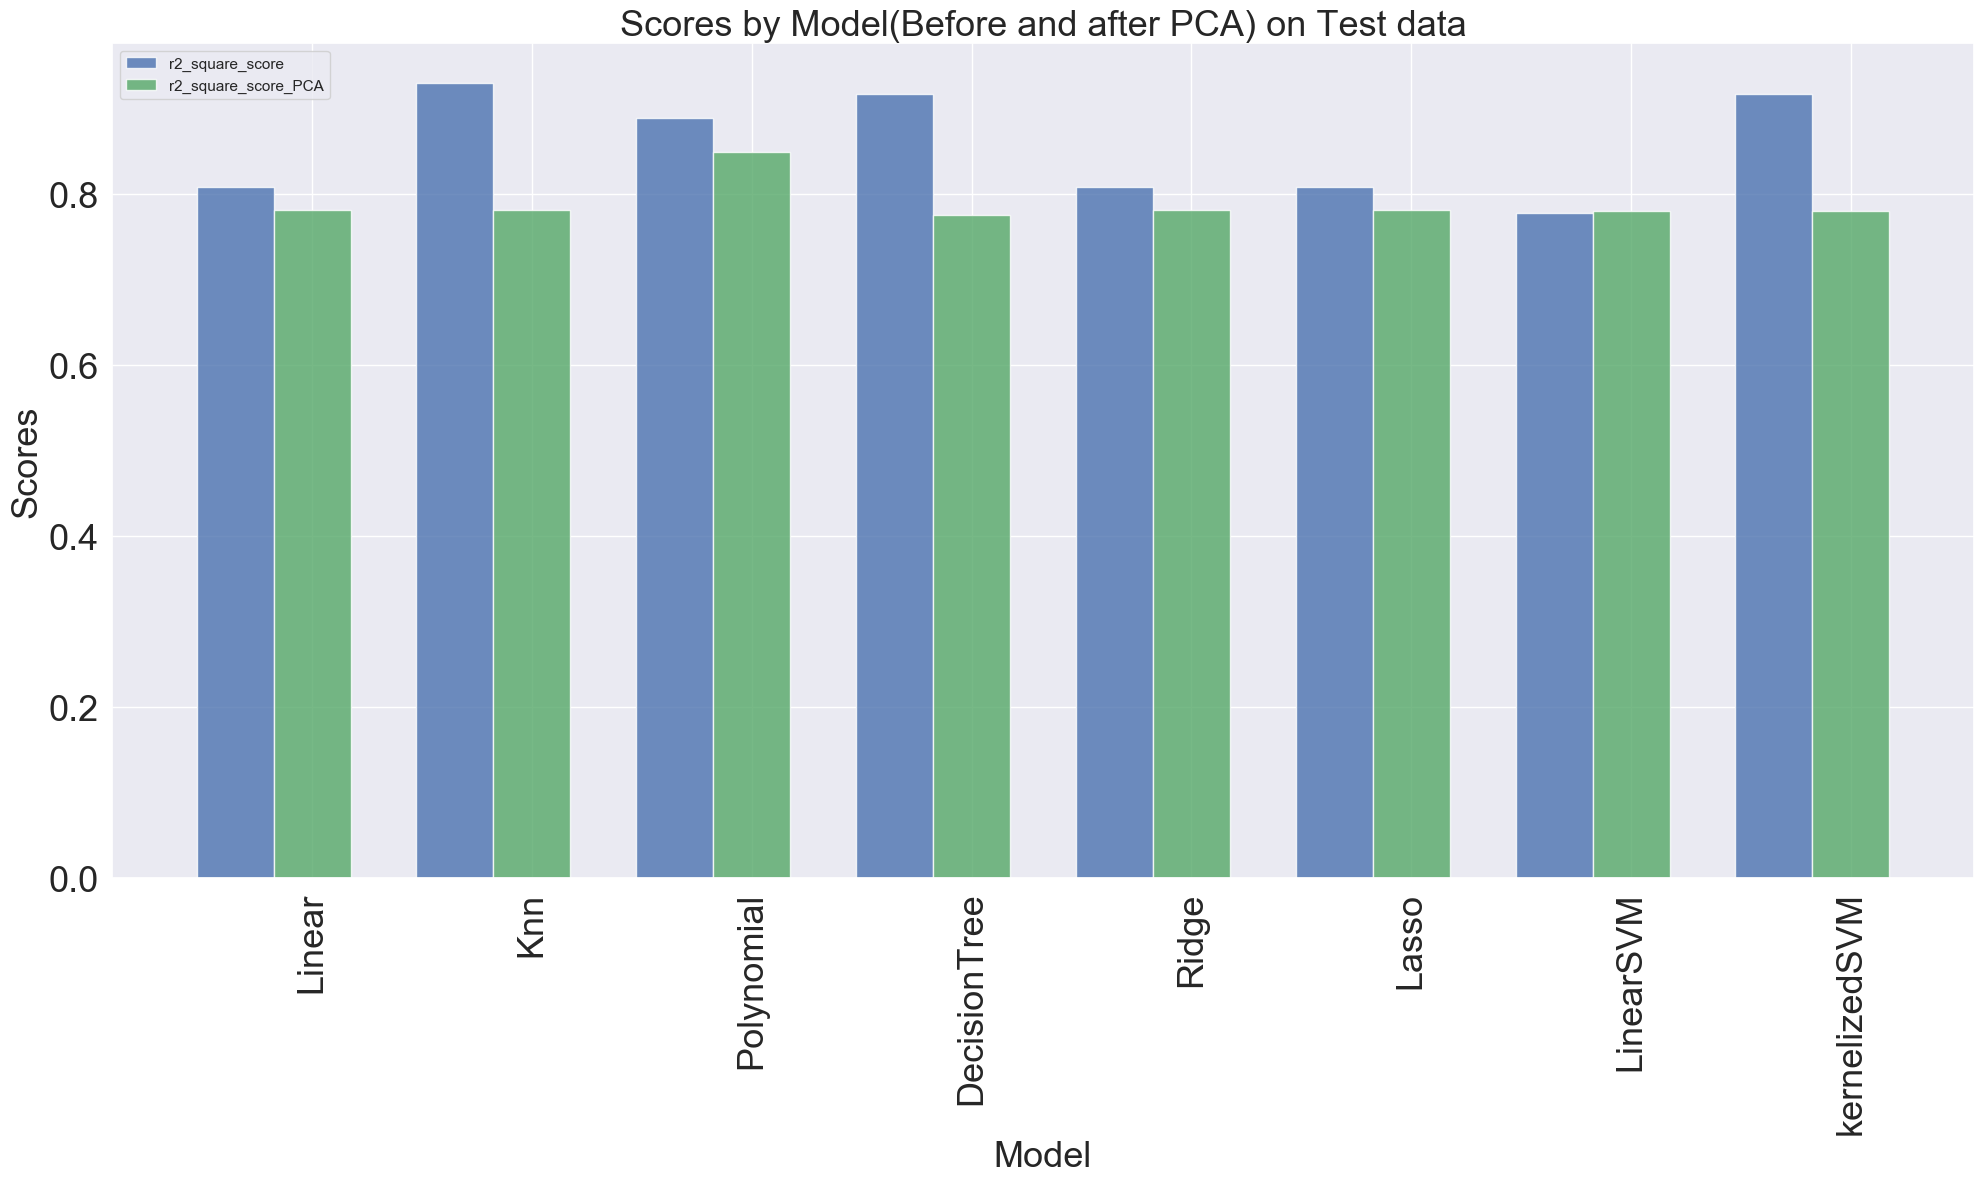 Scores by Model(Before and after PCA) on Test data
r2_square_score
r2_square_score_PCA
0.8
0.6
0.4
0.2
0.0
Scores
Linear
Knn
Polynomial
DecisionTree
Ridge
Lasso
LinearSVM
kernelizedSVM
Model